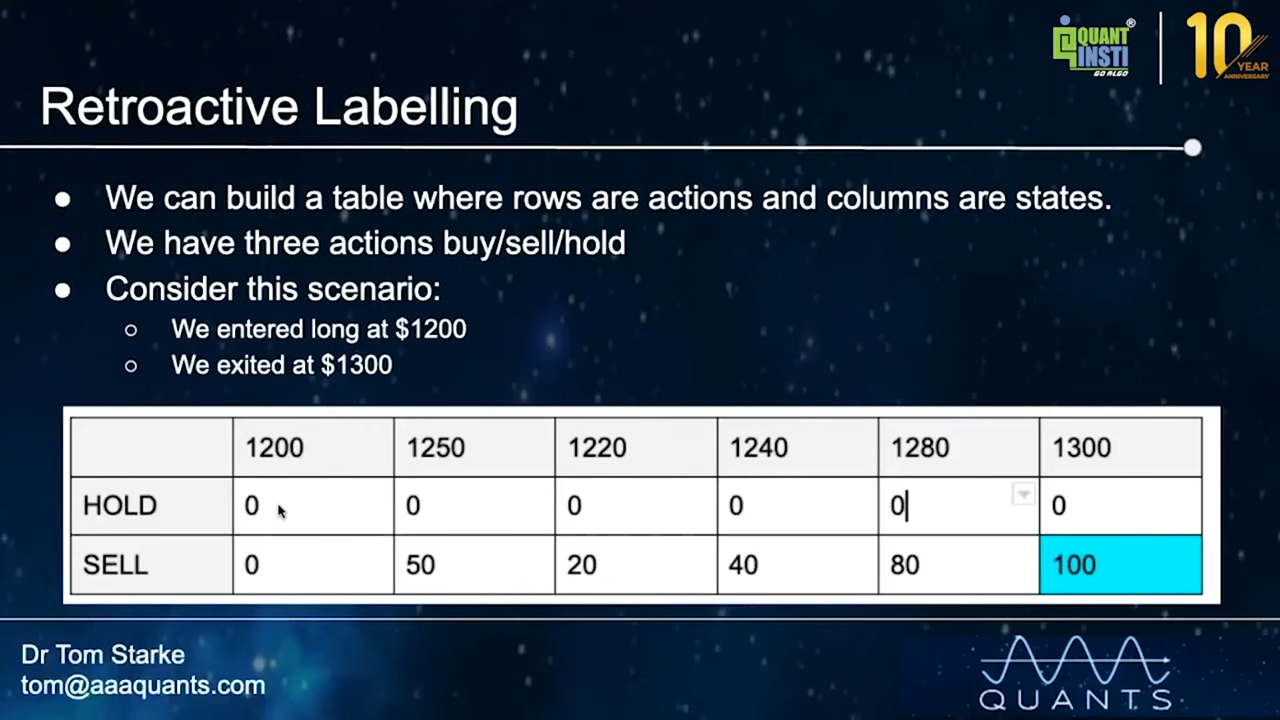 QUANT
INSTI
GO ALGO
®
10
YEAR
ANNIVERSARY
Retroactive Labelling
● We can build a table where rows are actions and columns are states.
● We have three actions buy/sell/hold
● Consider this scenario:
○ We entered long at $1200
○ We exited at $1300
1200 1250 1220 1240 1280 1300
HOLD 0 0 0 0 0 0
SELL 0 50 20 40 80 100
Dr Tom Starke
tom@aaaquants.com
AAA
QUANTS